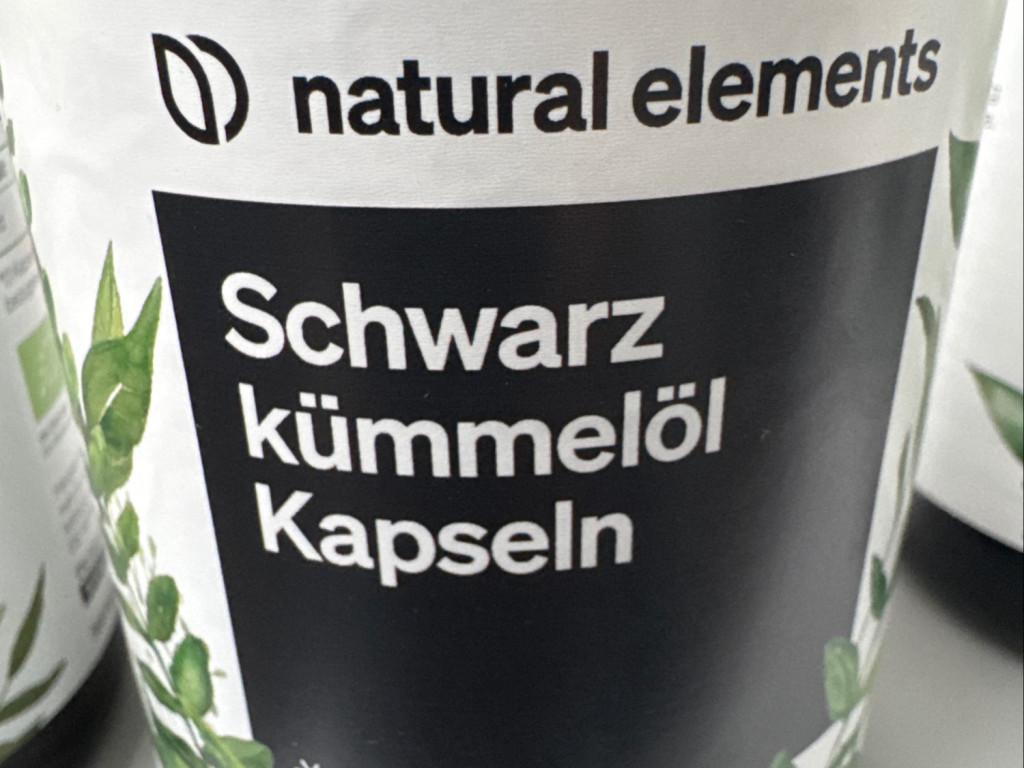 natural elements
Schwarz
kümmelöl
Kapseln